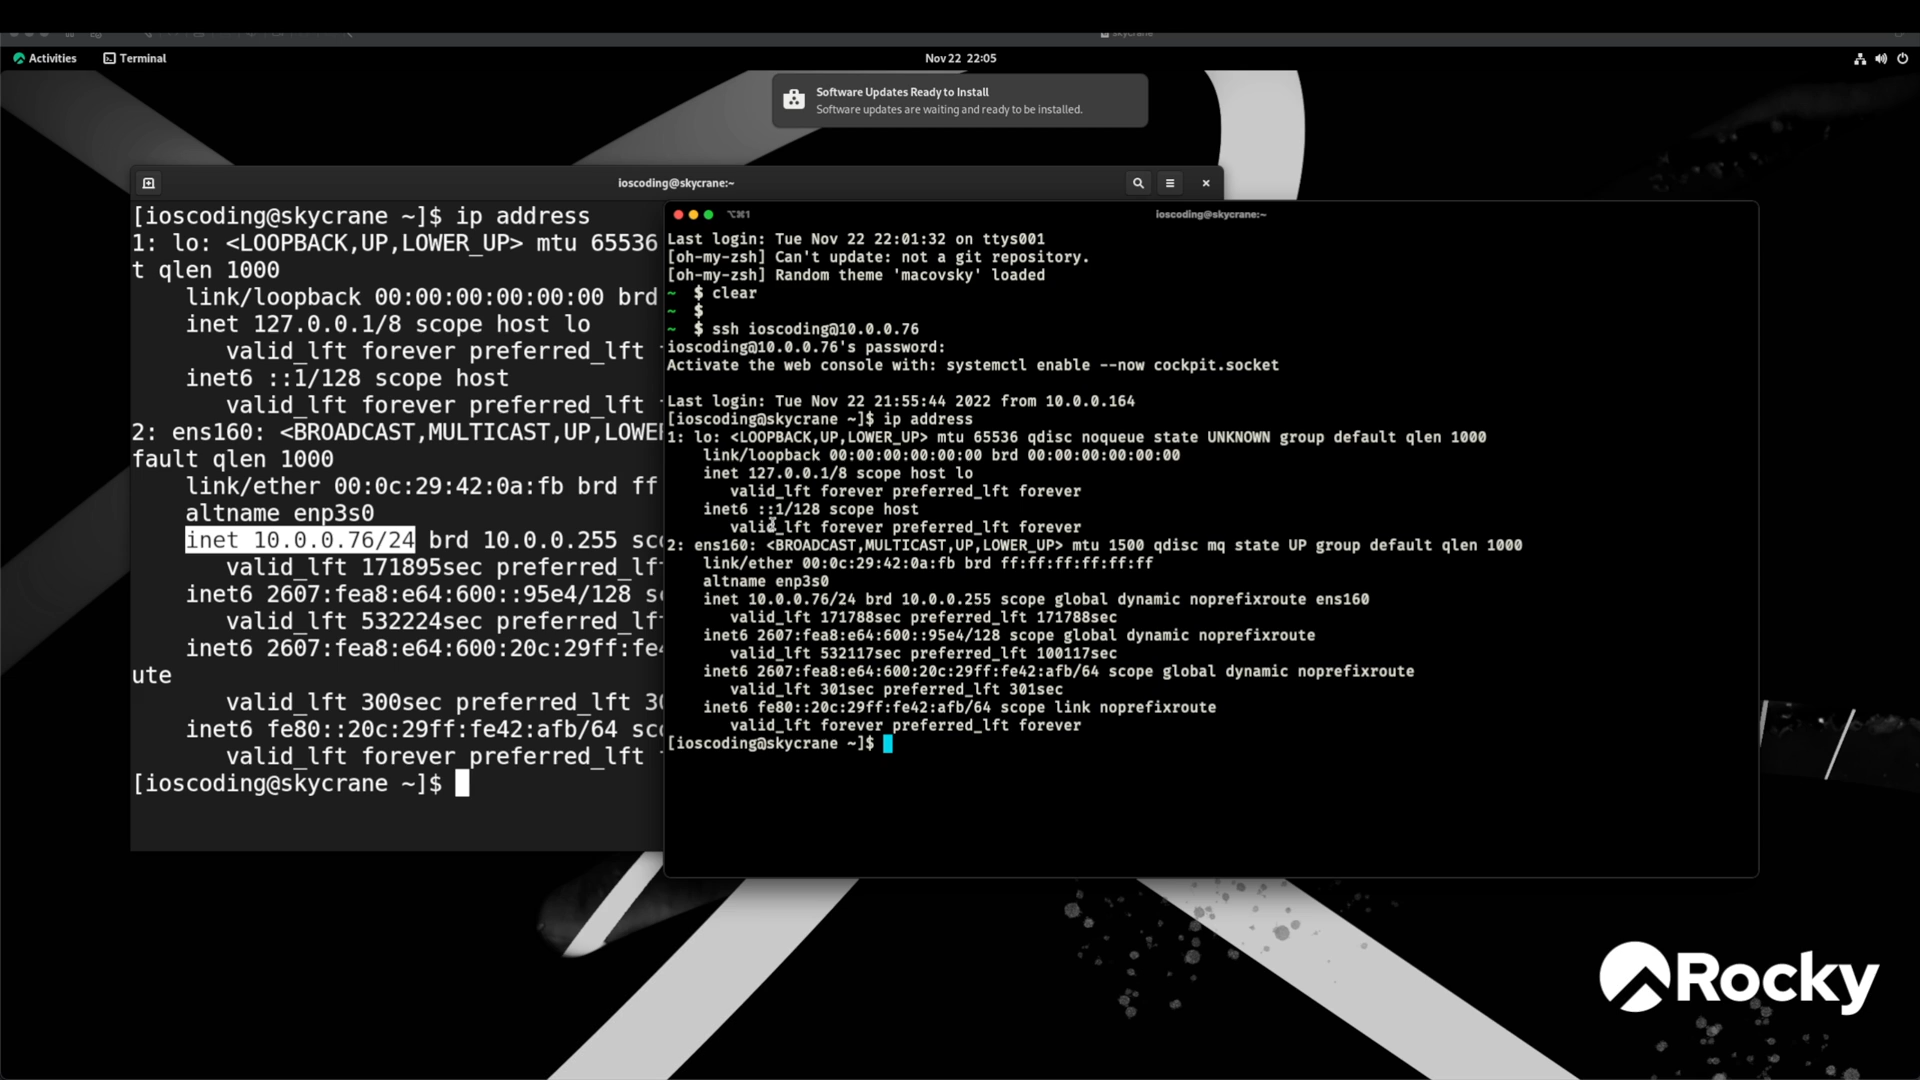 skycrane
Activities
Terminal
Nov 22 22:05
Software Updates Ready to Install
Software updates are waiting and ready to be installed.
ioscoding@skycrane:~
[ioscoding@skycrane ~]$ ip address
1: lo: <LOOPBACK,UP,LOWER_UP> mtu 65536
t qlen 1000
link/loopback 00:00:00:00:00:00 brd
inet 127.0.0.1/8 scope host lo
valid_lft forever preferred_lft
inet6 ::1/128 scope host
valid_lft forever preferred_lft
2: ens160: <BROADCAST,MULTICAST,UP,LOWE
fault qlen 1000
link/ether 00:0c:29:42:0a:fb brd ff
altname enp3s0
inet 10.0.0.76/24 brd 10.0.0.255 sc
valid_lft 171895sec preferred_lf
inet6 2607:fea8:e64:600::95e4/128 s
valid_lft 532224sec preferred_lf
inet6 2607:fea8:e64:600:20c:29ff:fe
ute
valid_lft 300sec preferred_lft 3
inet6 fe80::20c:29ff:fe42:afb/64 sc
valid_lft forever preferred_lft
[ioscoding@skycrane ~]$
⌥⌘1
ioscoding@skycrane:~
Last login: Tue Nov 22 22:01:32 on ttys001
[oh-my-zsh] Can't update: not a git repository.
[oh-my-zsh] Random theme 'macovsky' loaded
~ $ clear
~ $
~ $ ssh ioscoding@10.0.0.76
ioscoding@10.0.0.76's password:
Activate the web console with: systemctl enable --now cockpit.socket
Last login: Tue Nov 22 21:55:44 2022 from 10.0.0.164
[ioscoding@skycrane ~]$ ip address
1: lo: <LOOPBACK,UP,LOWER_UP> mtu 65536 qdisc noqueue state UNKNOWN group default qlen 1000
link/loopback 00:00:00:00:00:00 brd 00:00:00:00:00:00
inet 127.0.0.1/8 scope host lo
valid_lft forever preferred_lft forever
inet6 ::1/128 scope host
valid_lft forever preferred_lft forever
2: ens160: <BROADCAST,MULTICAST,UP,LOWER_UP> mtu 1500 qdisc mq state UP group default qlen 1000
link/ether 00:0c:29:42:0a:fb brd ff:ff:ff:ff:ff:ff
altname enp3s0
inet 10.0.0.76/24 brd 10.0.0.255 scope global dynamic noprefixroute ens160
valid_lft 171788sec preferred_lft 171788sec
inet6 2607:fea8:e64:600::95e4/128 scope global dynamic noprefixroute
valid_lft 532117sec preferred_lft 100117sec
inet6 2607:fea8:e64:600:20c:29ff:fe42:afb/64 scope global dynamic noprefixroute
valid_lft 301sec preferred_lft 301sec
inet6 fe80::20c:29ff:fe42:afb/64 scope link noprefixroute
valid_lft forever preferred_lft forever
[ioscoding@skycrane ~]$
Rocky